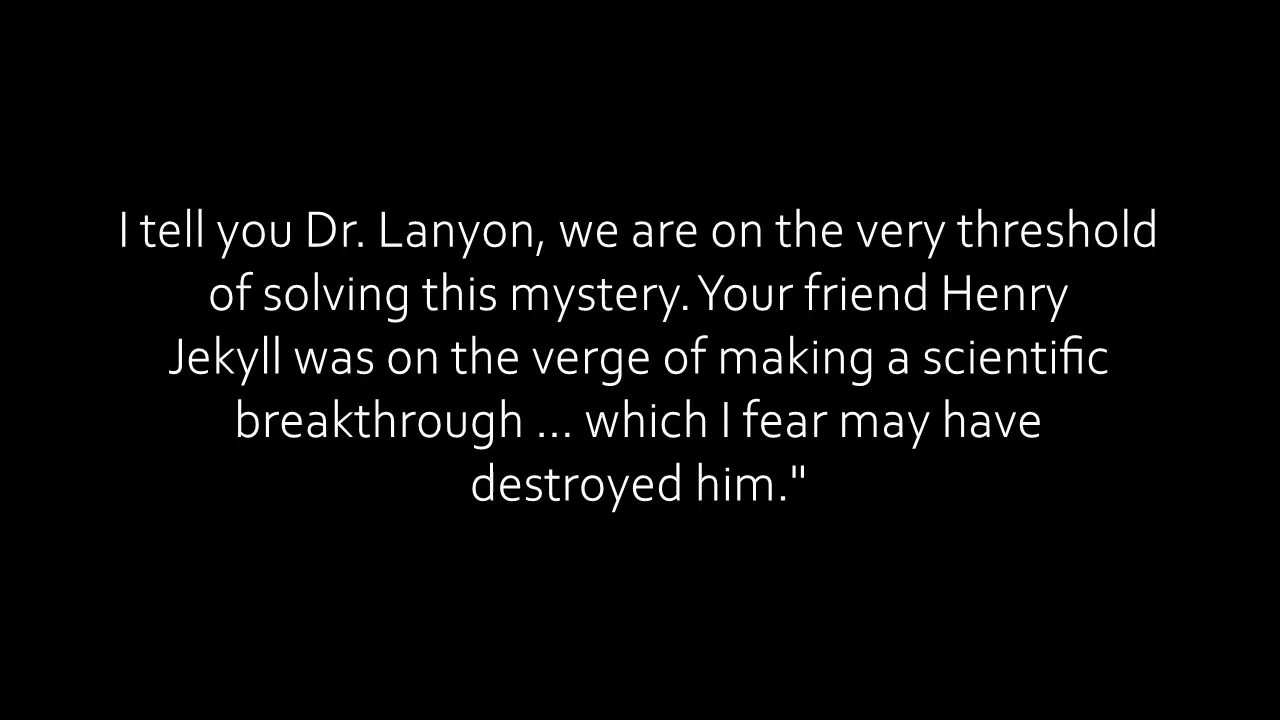 I tell you Dr. Lanyon, we are on the very threshold
of solving this mystery. Your friend Henry
Jekyll was on the verge of making a scientific
breakthrough ... which I fear may have
destroyed him."